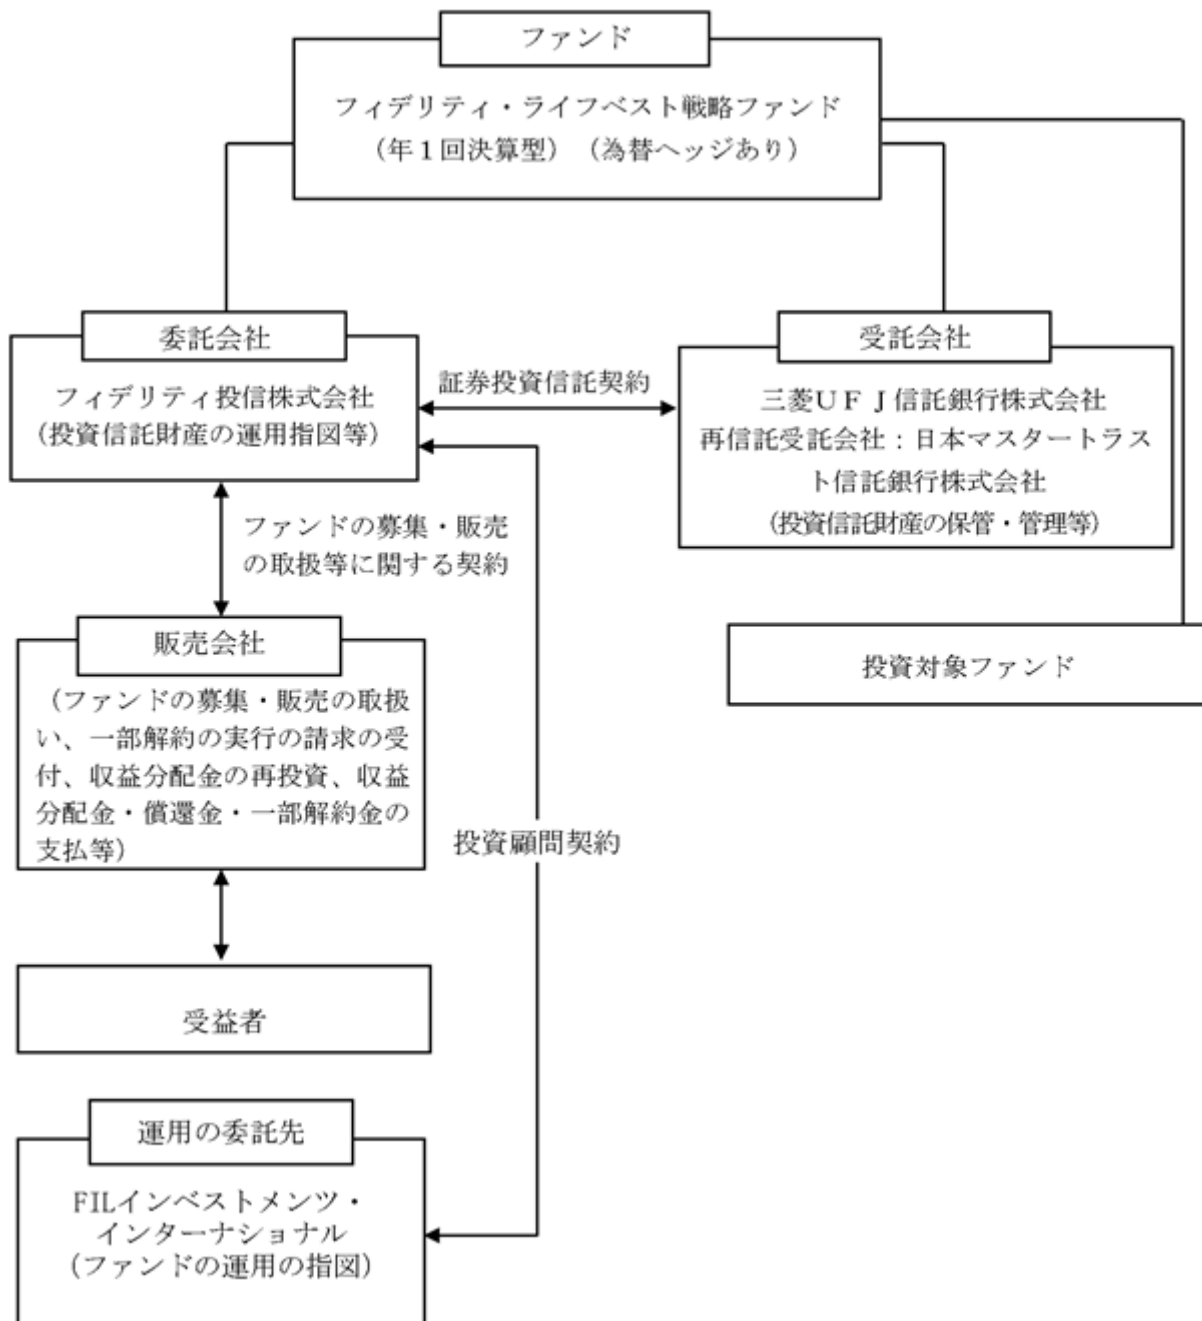 ファンド
フィデリティ・ライフベスト戦略ファンド
（年１回決算型）（為替ヘッジあり）
委託会社
フィデリティ投信株式会社
（投資信託財産の運用指図等）
証券投資信託契約
受託会社
三菱ＵＦＪ信託銀行株式会社
再信託受託会社：日本マスタートラス
ト信託銀行株式会社
（投資信託財産の保管・管理等）
ファンドの募集・販売
の取扱等に関する契約
販売会社
（ファンドの募集・販売の取扱
い、一部解約の実行の請求の受
付、収益分配金の再投資、収益
分配金・償還金・一部解約金の
支払等）
投資対象ファンド
投資顧問契約
受益者
運用の委託先
FILインベストメンツ・
インターナショナル
（ファンドの運用の指図）